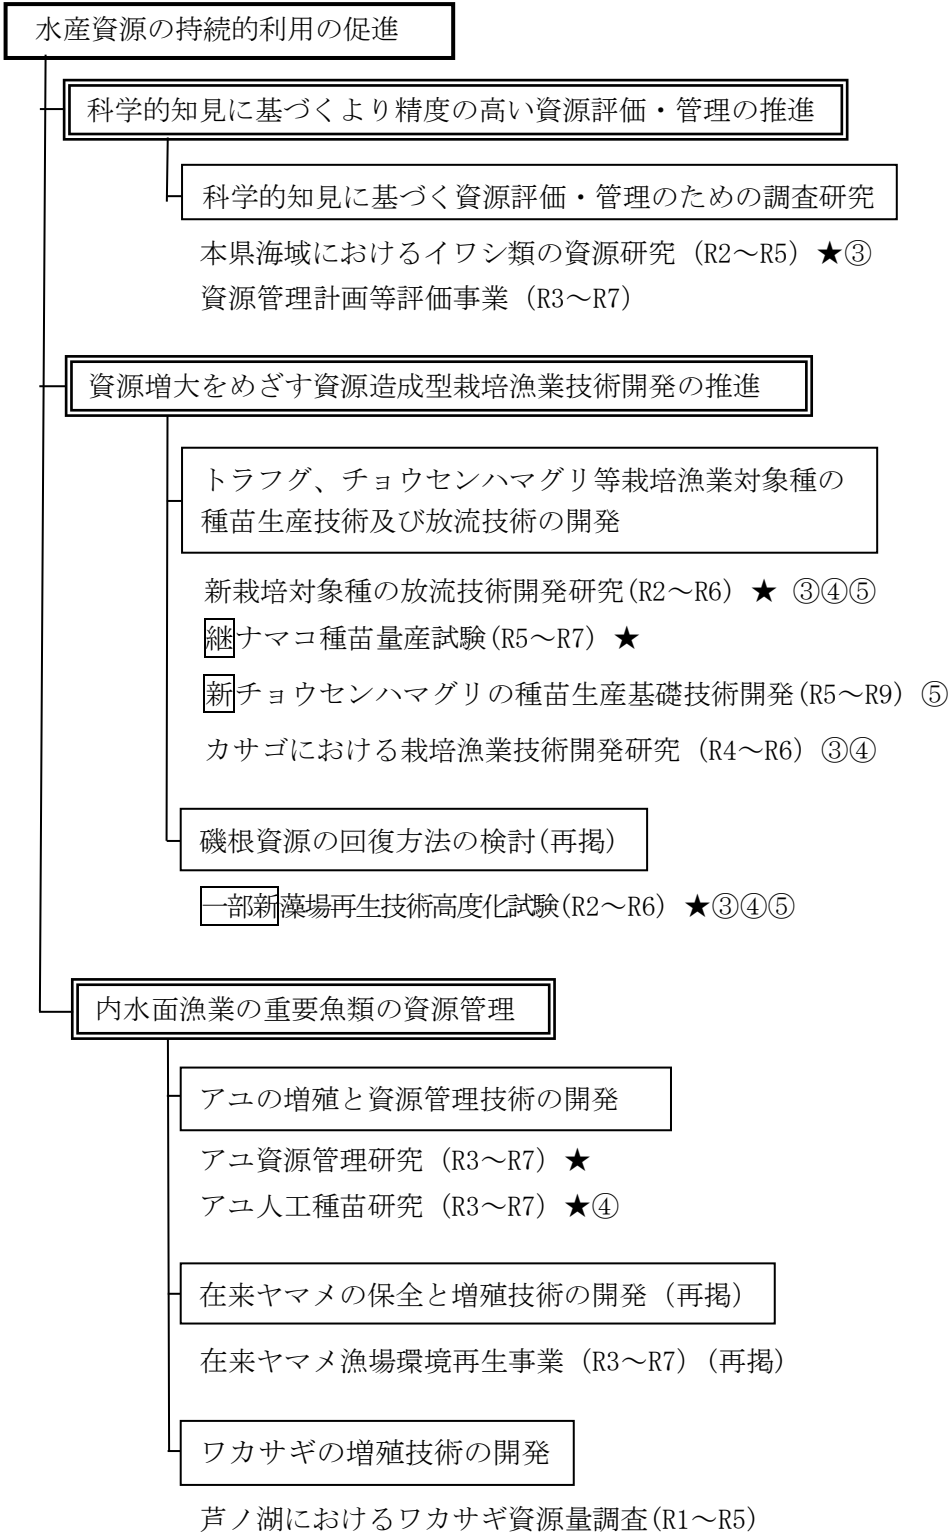 水産資源の持続的利用の促進
科学的知見に基づくより精度の高い資源評価・管理の推進
科学的知見に基づく資源評価・管理のための調査研究
本県海域におけるイワシ類の資源研究（R2～R5）★③
資源管理計画等評価事業（R3～R7）
資源増大をめざす資源造成型栽培漁業技術開発の推進
トラフグ、チョウセンハマグリ等栽培漁業対象種の
種苗生産技術及び放流技術の開発
新栽培対象種の放流技術開発研究(R2～R6）★ ③④⑤
継ナマコ種苗量産試験(R5～R7）★
新チョウセンハマグリの種苗生産基礎技術開発(R5～R9）⑤
カサゴにおける栽培漁業技術開発研究（R4～R6）③④
磯根資源の回復方法の検討(再掲）
一部新藻場再生技術高度化試験(R2～R6）★③④⑤
内水面漁業の重要魚類の資源管理
アユの増殖と資源管理技術の開発
アユ資源管理研究（R3～R7）★
アユ人工種苗研究（R3～R7）★④
在来ヤマメの保全と増殖技術の開発（再掲）
在来ヤマメ漁場環境再生事業（R3～R7）（再掲）
ワカサギの増殖技術の開発
芦ノ湖におけるワカサギ資源量調査(R1～R5）